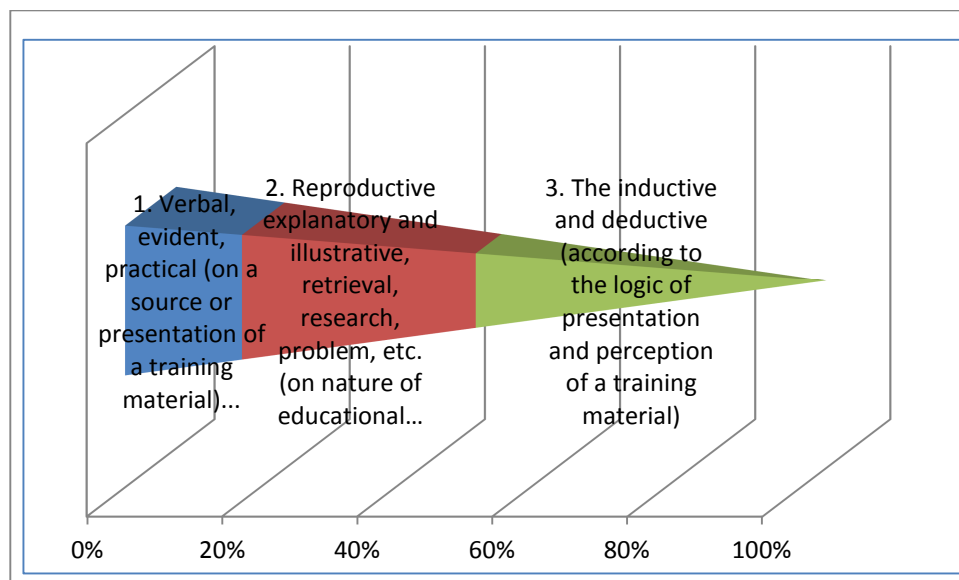 1. Verbal,
evident,
practical (on a
source or
presentation of
a training
material)...
2. Reproductive
explanatory and
illustrative,
retrieval,
research,
problem, etc.
(on nature of
educational…
3. The inductive
and deductive
(according to
the logic of
presentation
and perception
of a training
material)
0% 20% 40% 60% 80% 100%